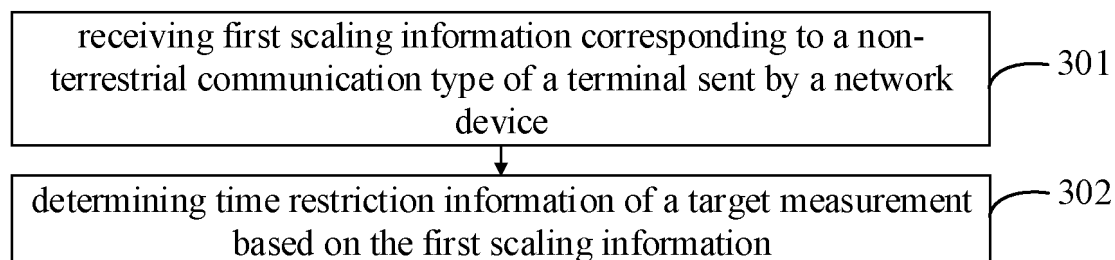 receiving first scaling information corresponding to a non-
terrestrial communication type of a terminal sent by a network
device
301
determining time restriction information of a target measurement
based on the first scaling information
302